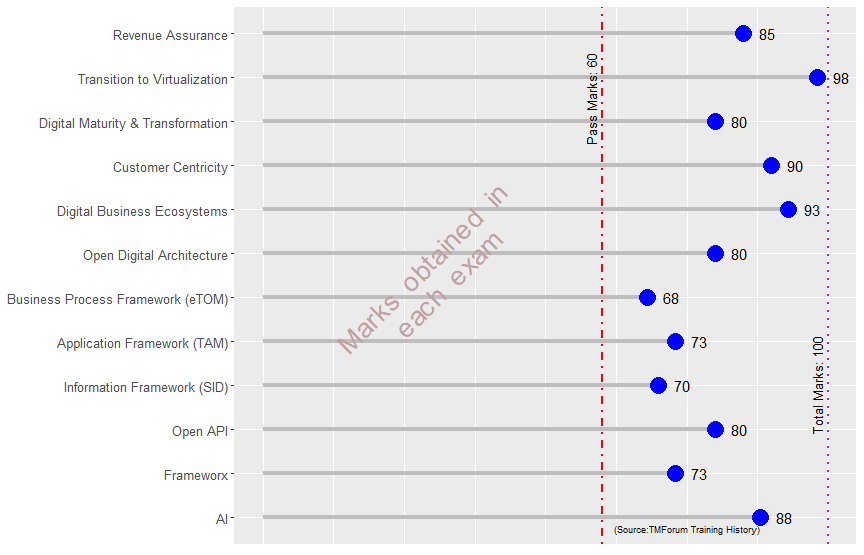 Revenue Assurance 85
Transition to Virtualization 98
Pass Marks: 60
Digital Maturity & Transformation 80
Customer Centricity 90
Digital Business Ecosystems 93
Marks obtained in
each exam
Open Digital Architecture 80
Business Process Framework (eTOM) 68
Application Framework (TAM) 73
Total Marks: 100
Information Framework (SID) 70
Open API 80
Frameworx 73
AI 88
(Source:TMForum Training History)